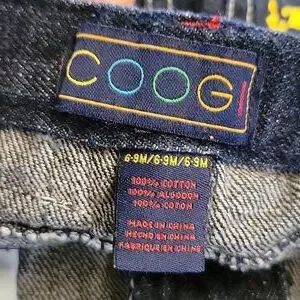 COOGI
6-9M/6-9M/6-9M
100% COTTON
100% ALGODON
100% COTON
MADE IN CHINA
HECHO EN CHINA
FABRIQUE EN CHINA